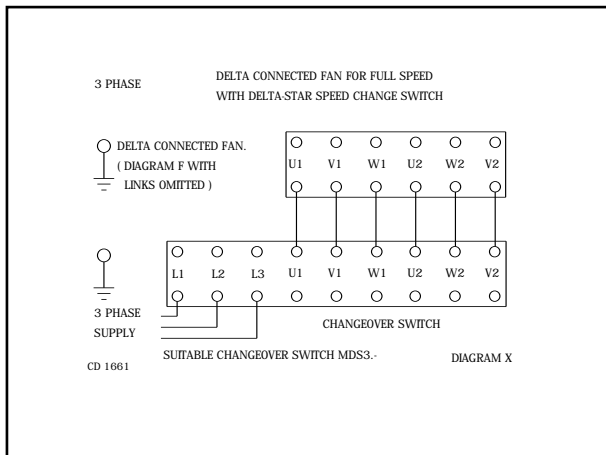 3 PHASE
DELTA CONNECTED FAN FOR FULL SPEED
WITH DELTA-STAR SPEED CHANGE SWITCH
DELTA CONNECTED FAN.
( DIAGRAM F WITH
LINKS OMITTED )
U1 V1 W1 U2 W2 V2
L1 L2 L3 U1 V1 W1 U2 W2 V2
3 PHASE
SUPPLY
CHANGEOVER SWITCH
SUITABLE CHANGEOVER SWITCH MDS3.-
DIAGRAM X
CD 1661